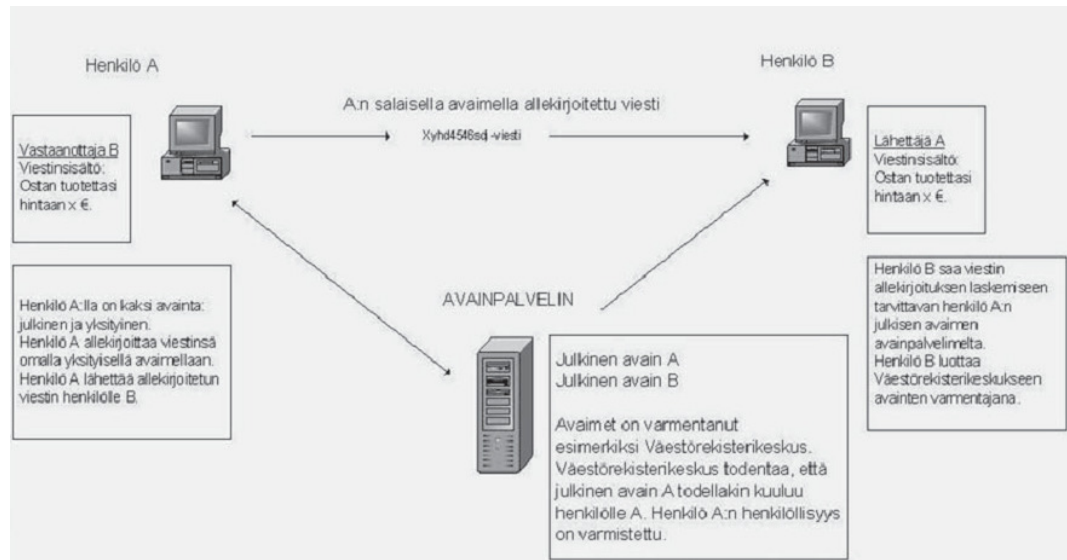 Henkilö A
Henkilö B
A:n salaisella avaimella allekirjoitettu viesti
Xyhd4546sdj -viesti
Vastaanottaja B
Viestinsisältö:
Ostan tuotettasi
hintaan x €.
Lähettäjä A
Viestinsisältö:
Ostan tuotettasi
hintaan x €.
Henkilö A:lla on kaksi avainta:
julkinen ja yksityinen.
Henkilö A allekirjoittaa viestinsä
omalla yksityisellä avaimellaan.
Henkilö A lähettää allekirjoitetun
viestin henkilölle B.
AVAINPALVELIN
Julkinen avain A
Julkinen avain B
Avaimet on varmentanut
esimerkiksi Väestörekisterikeskus.
Väestörekisterikeskus todentaa, että
julkinen avain A todellakin kuuluu
henkilölle A. Henkilö A:n henkilöllisyys
on varmistettu.
Henkilö B saa viestin
allekirjoituksen laskemiseen
tarvittavan henkilö A:n
julkisen avaimen
avainpalvelimelta.
Henkilö B luottaa
Väestörekisterikeskukseen
avainten varmentajana.